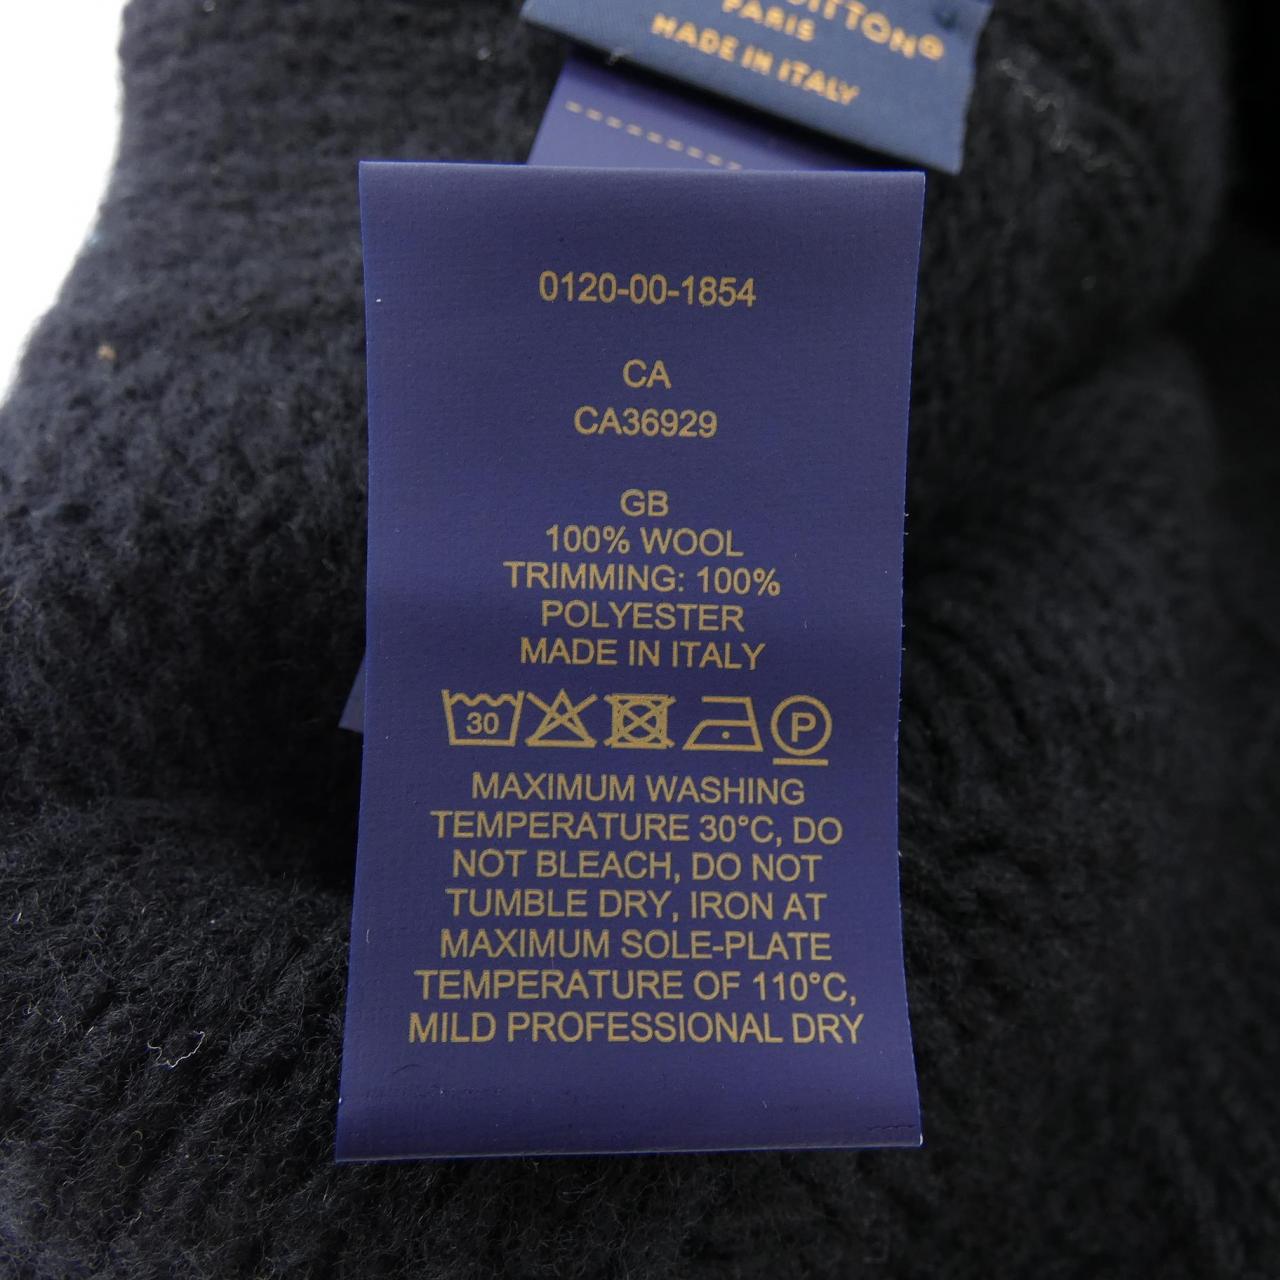 PARIS
MADE IN ITALY
0120-00-1854
CA
CA36929
GB
100% WOOL
TRIMMING: 100%
POLYESTER
MADE IN ITALY
30
P
MAXIMUM WASHING
TEMPERATURE 30°C, DO
NOT BLEACH, DO NOT
TUMBLE DRY, IRON AT
MAXIMUM SOLE-PLATE
TEMPERATURE OF 110°C,
MILD PROFESSIONAL DRY